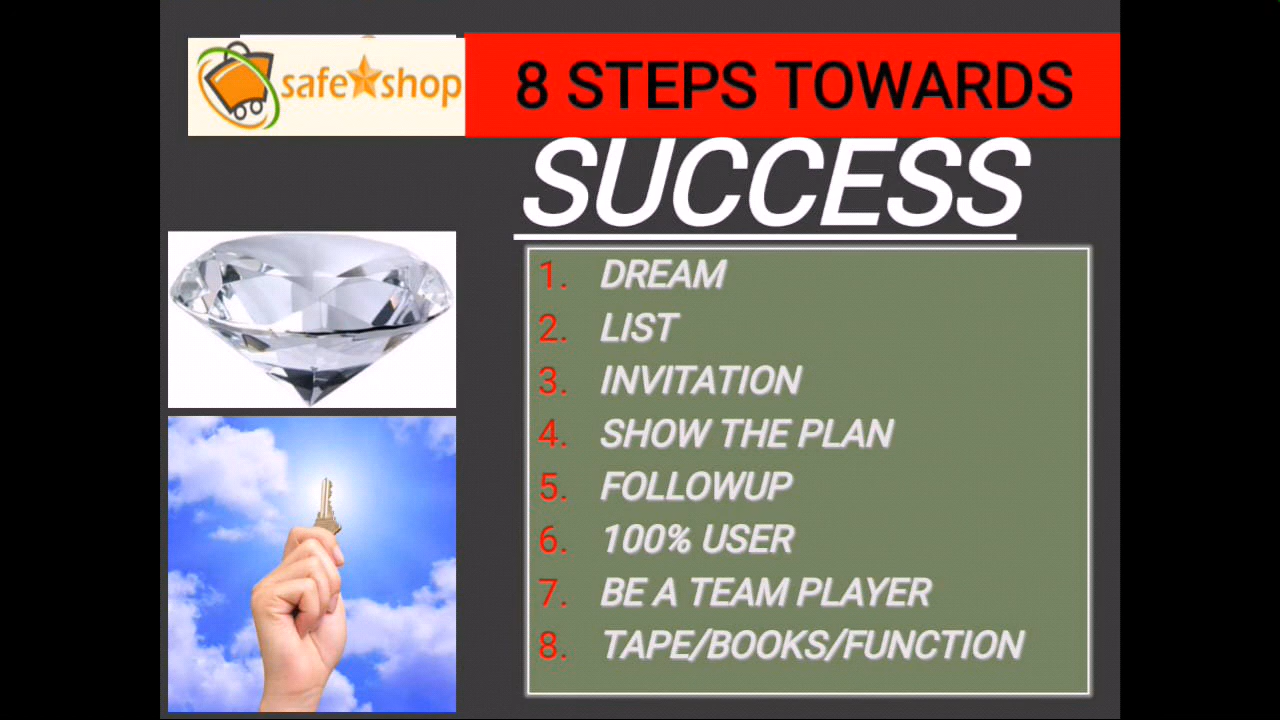 safe shop
8 STEPS TOWARDS
SUCCESS
1. DREAM
2. LIST
3. INVITATION
4. SHOW THE PLAN
5. FOLLOWUP
6. 100% USER
7. BE A TEAM PLAYER
8. TAPE/BOOKS/FUNCTION